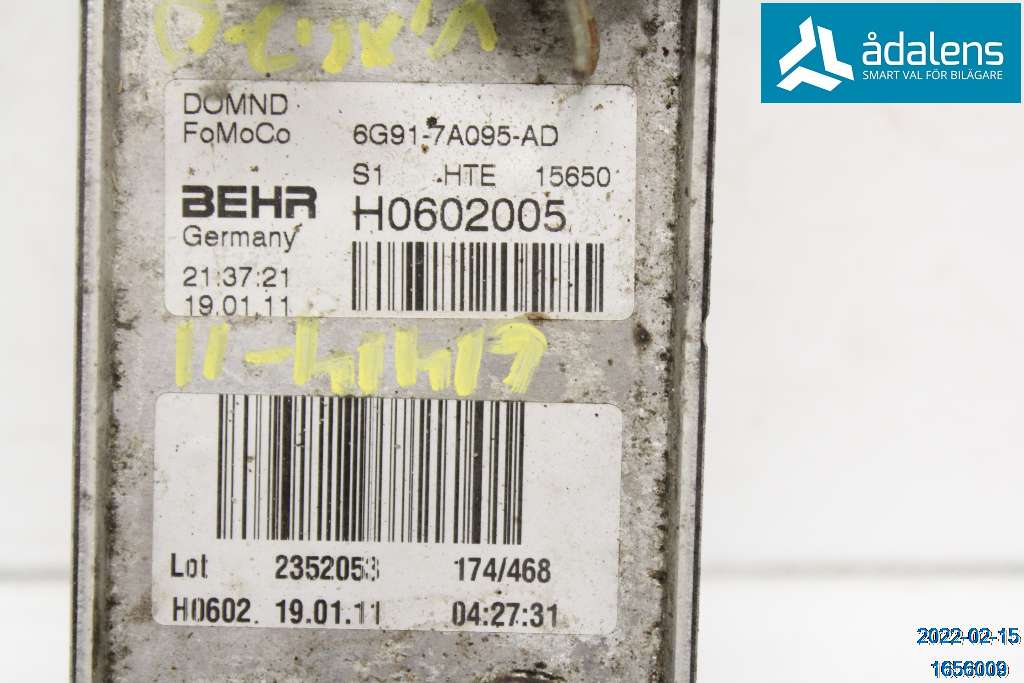 ådalens
SMART VAL FÖR BILÄGARE
DOMND
FoMoCo 6G91-7A095-AD
S1 HTE 15650
BEHR H0602005
Germany
21:37:21
19.01.11
Lot 2352053 174/468
H0602 19.01.11 04:27:31
2022-02-15
1656009